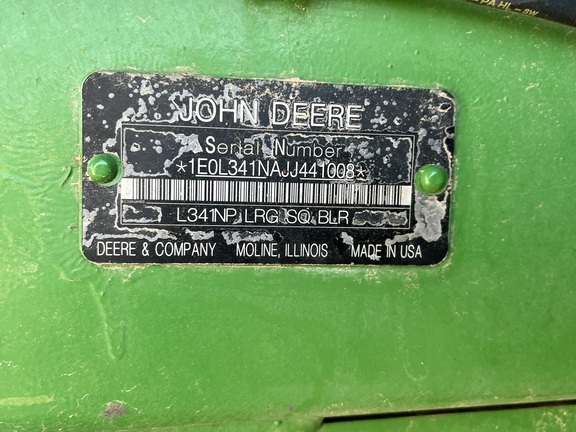 JOHN DEERE
Serial Number
*1E0L341NAJJ441008*
L341NP LRG SQ BLR
DEERE & COMPANY MOLINE, ILLINOIS MADE IN USA